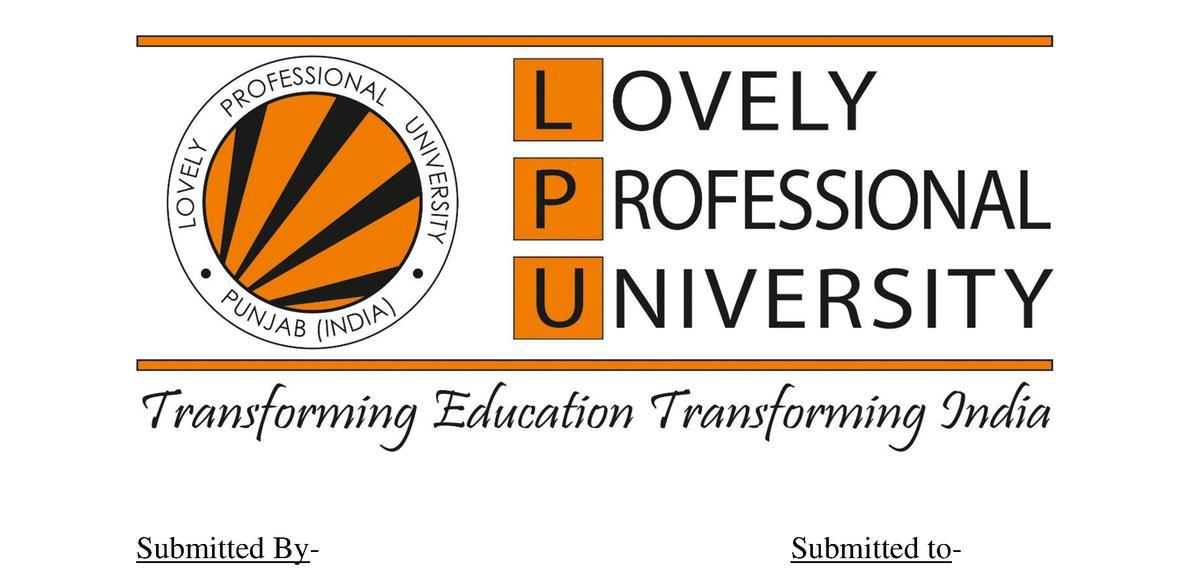 LOVELY PROFESSIONAL UNIVERSITY
• PUNJAB (INDIA) •
LOVELY
PROFESSIONAL
UNIVERSITY
Transforming Education Transforming India
Submitted By- Submitted to-